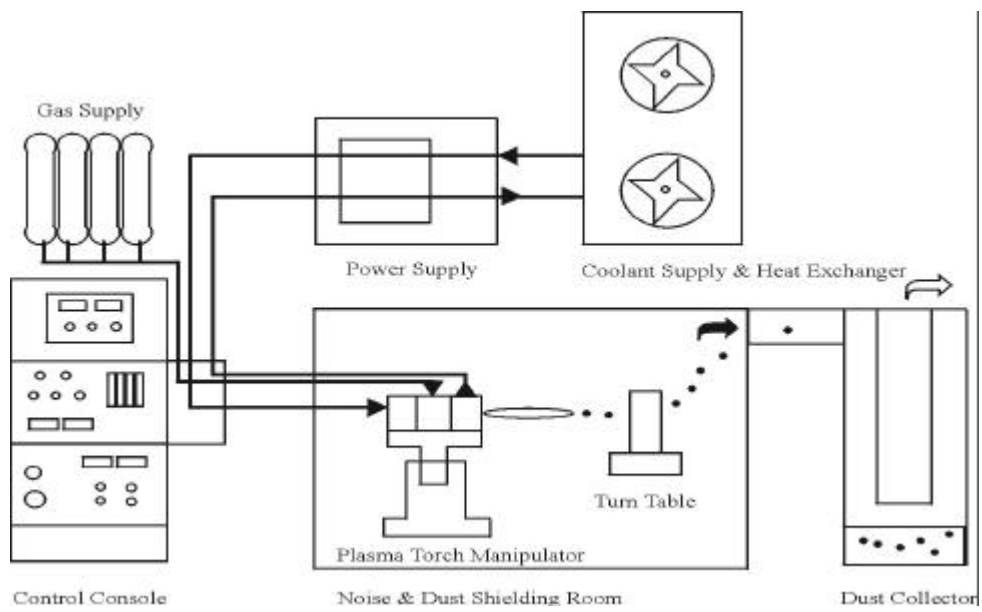 Gas Supply
Power Supply
Coolant Supply & Heat Exchanger
Turn Table
Plasma Torch Manipulator
Control Console
Noise & Dust Shielding Room
Dust Collector